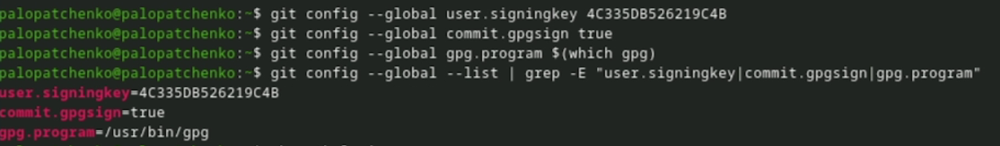 palopatchenko@palopatchenko:~$ git config --global user.signingkey 4C335DB526219C4B
palopatchenko@palopatchenko:~$ git config --global commit.gpgsign true
palopatchenko@palopatchenko:~$ git config --global gpg.program $(which gpg)
palopatchenko@palopatchenko:~$ git config --global --list | grep -E "user.signingkey|commit.gpgsign|gpg.program"
user.signingkey=4C335DB526219C4B
commit.gpgsign=true
gpg.program=/usr/bin/gpg